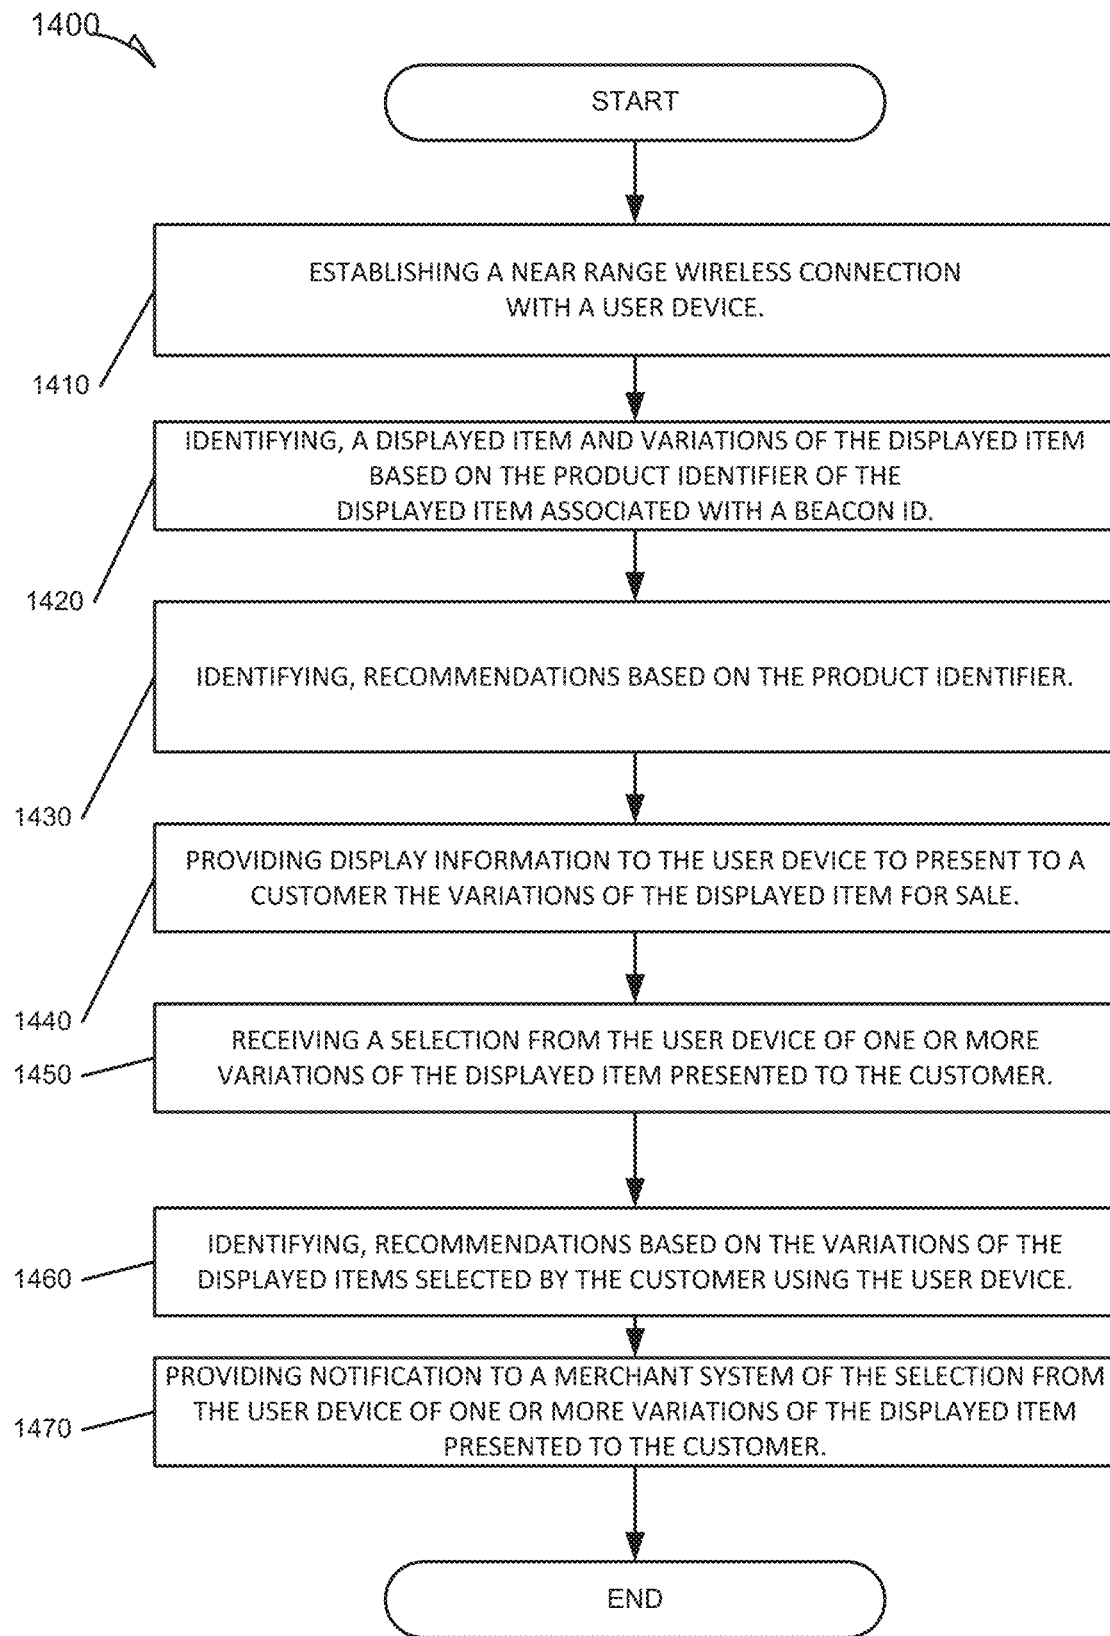 1400
START
ESTABLISHING A NEAR RANGE WIRELESS CONNECTION
WITH A USER DEVICE.
1410
IDENTIFYING, A DISPLAYED ITEM AND VARIATIONS OF THE DISPLAYED ITEM
BASED ON THE PRODUCT IDENTIFIER OF THE
DISPLAYED ITEM ASSOCIATED WITH A BEACON ID.
1420
IDENTIFYING, RECOMMENDATIONS BASED ON THE PRODUCT IDENTIFIER.
1430
PROVIDING DISPLAY INFORMATION TO THE USER DEVICE TO PRESENT TO A
CUSTOMER THE VARIATIONS OF THE DISPLAYED ITEM FOR SALE.
1440
RECEIVING A SELECTION FROM THE USER DEVICE OF ONE OR MORE
VARIATIONS OF THE DISPLAYED ITEM PRESENTED TO THE CUSTOMER.
1450
IDENTIFYING, RECOMMENDATIONS BASED ON THE VARIATIONS OF THE
DISPLAYED ITEMS SELECTED BY THE CUSTOMER USING THE USER DEVICE.
1460
PROVIDING NOTIFICATION TO A MERCHANT SYSTEM OF THE SELECTION FROM
THE USER DEVICE OF ONE OR MORE VARIATIONS OF THE DISPLAYED ITEM
PRESENTED TO THE CUSTOMER.
1470
END